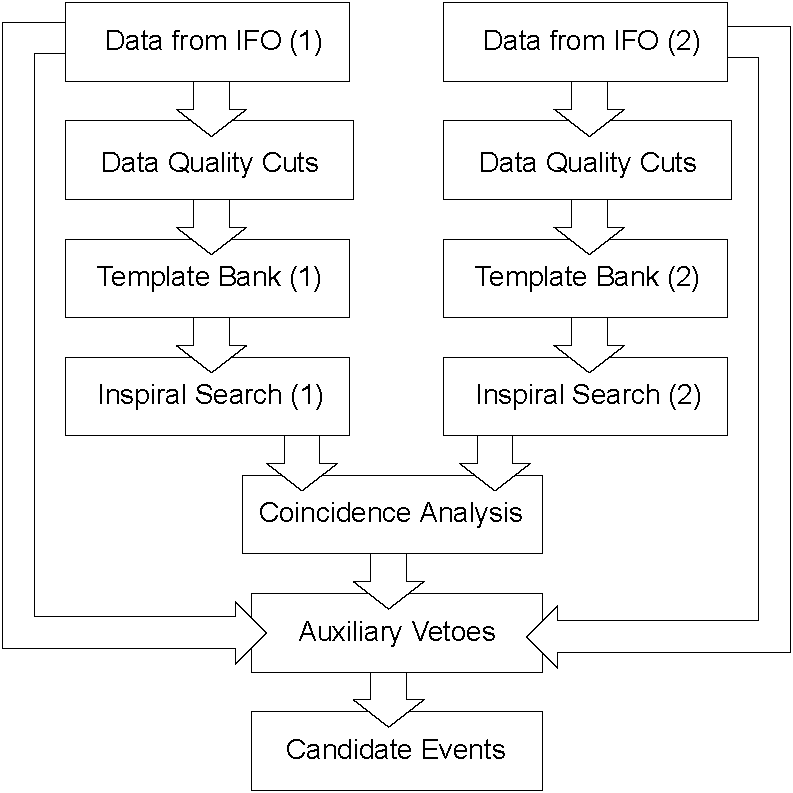 Data from IFO (1)
Data from IFO (2)
Data Quality Cuts
Data Quality Cuts
Template Bank (1)
Template Bank (2)
Inspiral Search (1)
Inspiral Search (2)
Coincidence Analysis
Auxiliary Vetoes
Candidate Events